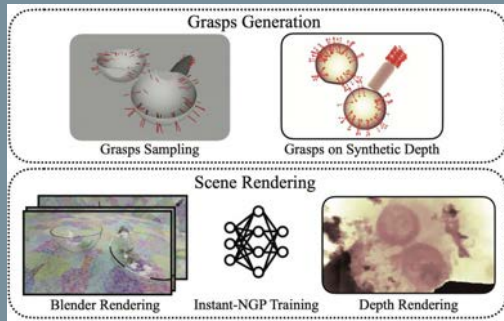 Grasps Generation
Grasps Sampling
Grasps on Synthetic Depth
Scene Rendering
Blender Rendering
Instant-NGP Training
Depth Rendering